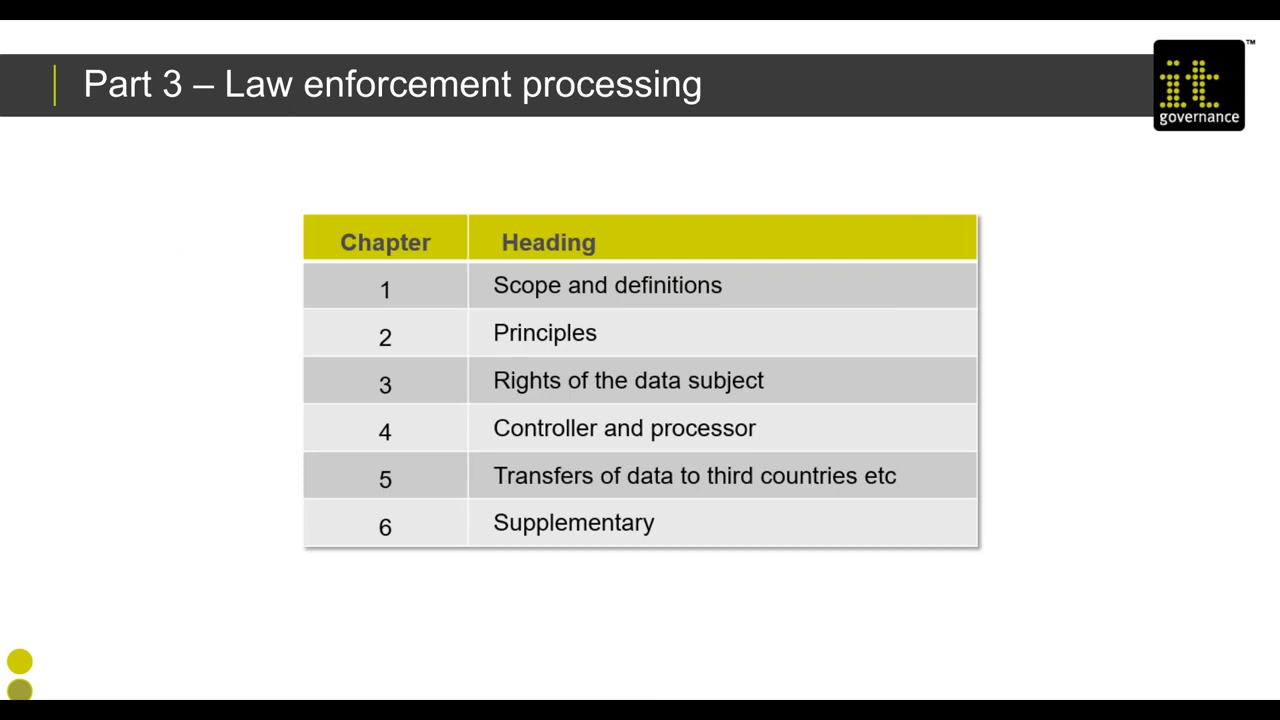 Part 3 – Law enforcement processing
™
it
governance
Chapter Heading
1 Scope and definitions
2 Principles
3 Rights of the data subject
4 Controller and processor
5 Transfers of data to third countries etc
6 Supplementary